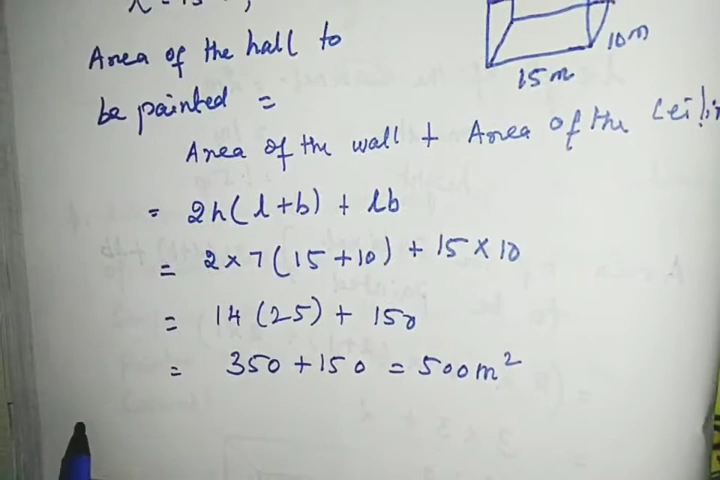 Area of the hall to
10m
15m
be painted =
Area of the wall + Area of the
= 2h(l+b) + lb
= 2×7(15+10) + 15×10
= 14(25) + 150
= 350+150 = 500m²